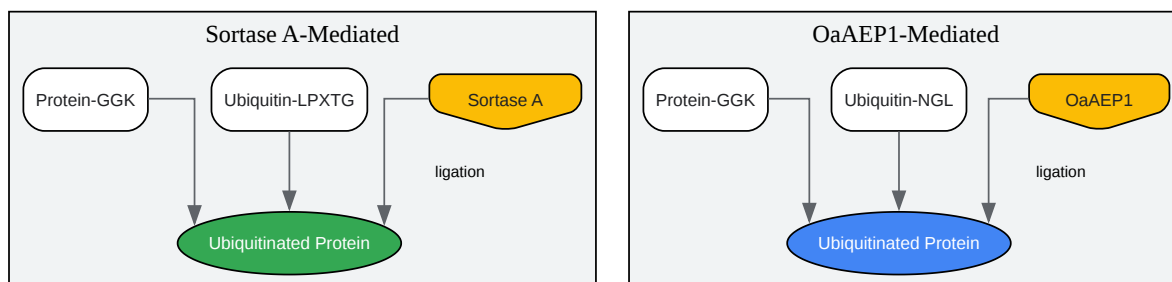 Sortase A-Mediated
Protein-GGK
Ubiquitin-LPXTG
Sortase A
ligation
Ubiquitinated Protein
OaAEP1-Mediated
Protein-GGK
Ubiquitin-NGL
OaAEP1
ligation
Ubiquitinated Protein